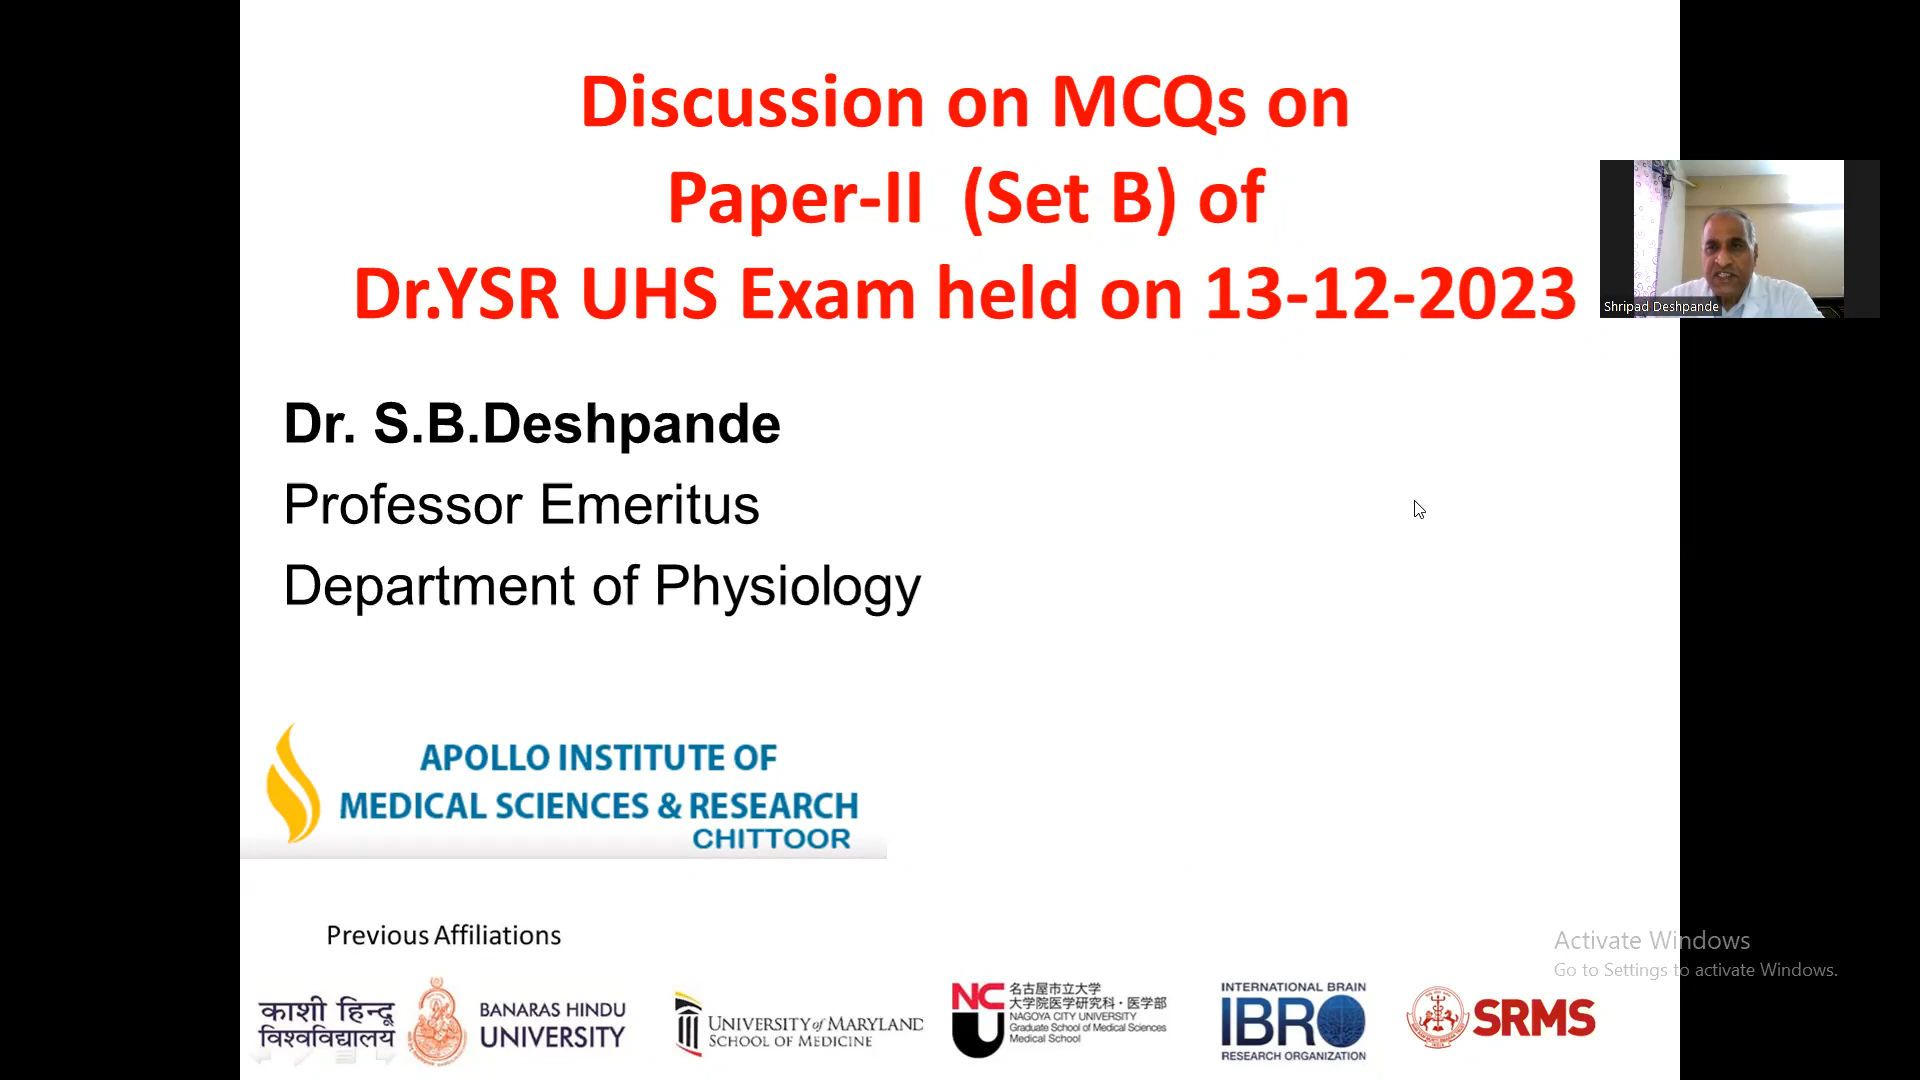 Discussion on MCQs on
Paper-II (Set B) of
Dr.YSR UHS Exam held on 13-12-2023
Shripad Deshpande
Dr. S.B.Deshpande
Professor Emeritus
Department of Physiology
APOLLO INSTITUTE OF
MEDICAL SCIENCES & RESEARCH
CHITTOOR
Previous Affiliations
Activate Windows
Go to Settings to activate Windows.
काशी हिन्दू
विश्वविद्यालय
BANARAS HINDU
UNIVERSITY
UNIVERSITY of MARYLAND
SCHOOL OF MEDICINE
NCU
名古屋市立大学
大学院医学研究科・医学部
NAGOYA CITY UNIVERSITY
Graduate School of Medical Sciences
Medical School
INTERNATIONAL BRAIN
IBRO
RESEARCH ORGANIZATION
SRMS